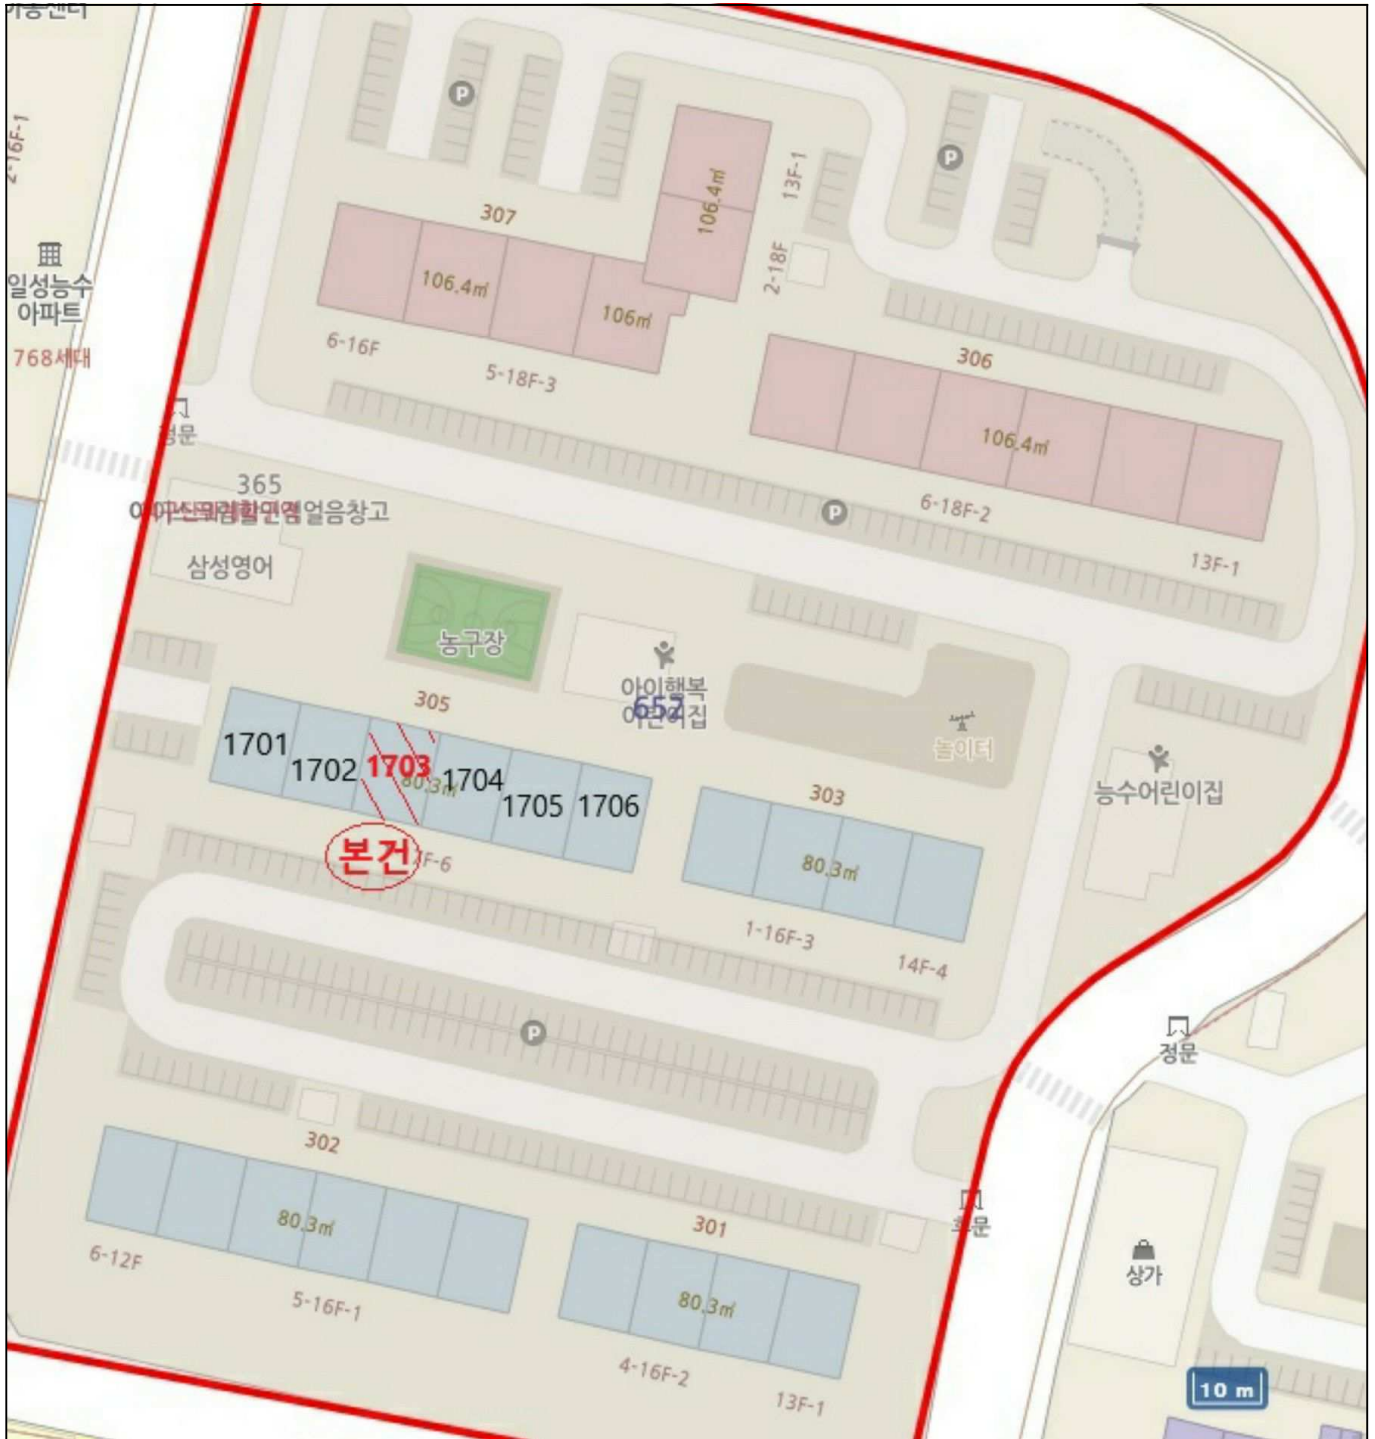 2-16F-1
P
P
13F-1
106.4㎡
307
2-18F
일성능수
아파트
106.4㎡
106㎡
768세대
6-16F
5-18F-3
306
106.4㎡
정문
365
얼음창고
6-18F-2
P
13F-1
삼성영어
농구장
아이행복
어린이집
652
305
놀이터
1701
1702
1703
80.3㎡
1704
1705
1706
303
능수어린이집
본건
F-6
80.3㎡
1-16F-3
14F-4
P
정문
302
301
후문
80.3㎡
6-12F
상가
80.3㎡
5-16F-1
4-16F-2
13F-1
10 m